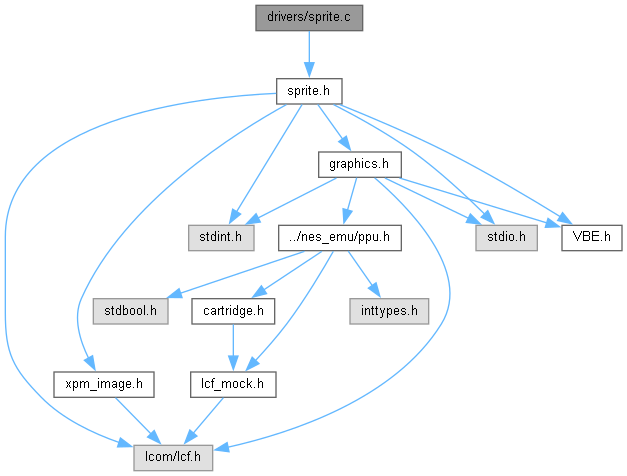 drivers/sprite.c
sprite.h
graphics.h
stdint.h
../nes_emu/ppu.h
stdio.h
VBE.h
stdbool.h
cartridge.h
inttypes.h
xpm_image.h
lcf_mock.h
lcom/lcf.h